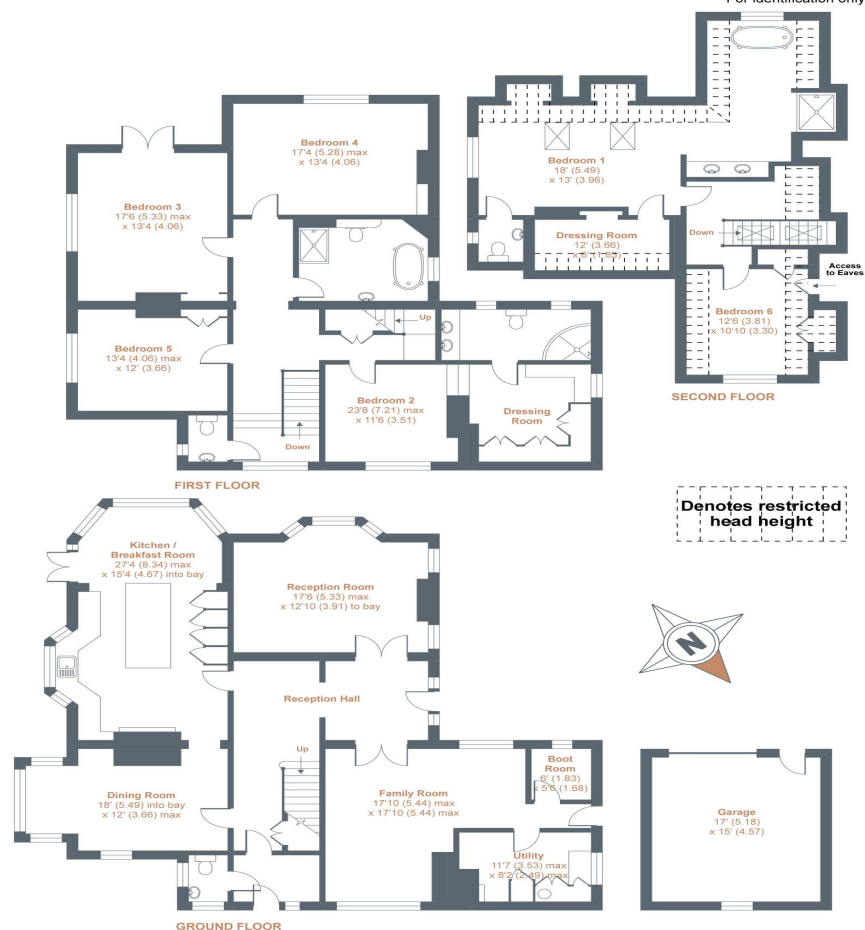 For identification only
Bedroom 4
17'4 (5.28) max
x 13'4 (4.06)
Bedroom 3
17'6 (5.33) max
x 13'4 (4.06)
Bedroom 5
13'4 (4.06) max
x 12' (3.66)
Up
Bedroom 2
23'8 (7.21) max
x 11'6 (3.51)
Dressing
Room
Down
FIRST FLOOR
Bedroom 1
18' (5.49)
x 13' (3.96)
Dressing Room
12' (3.66)
x 6' (1.83)
Down
Access
to Eaves
Bedroom 6
12'6 (3.81)
x 10'10 (3.30)
SECOND FLOOR
Denotes restricted
head height
Kitchen /
Breakfast Room
27'4 (8.34) max
x 15'4 (4.67) into bay
Reception Room
17'6 (5.33) max
x 12'10 (3.91) to bay
N
Reception Hall
Up
Dining Room
18' (5.49) into bay
x 12' (3.66) max
Family Room
17'10 (5.44) max
x 17'10 (5.44) max
Boot
Room
6' (1.83)
x 5'6 (1.68)
Utility
11'7 (3.53) max
x 8'2 (2.49) max
Garage
17' (5.18)
x 15' (4.57)
GROUND FLOOR